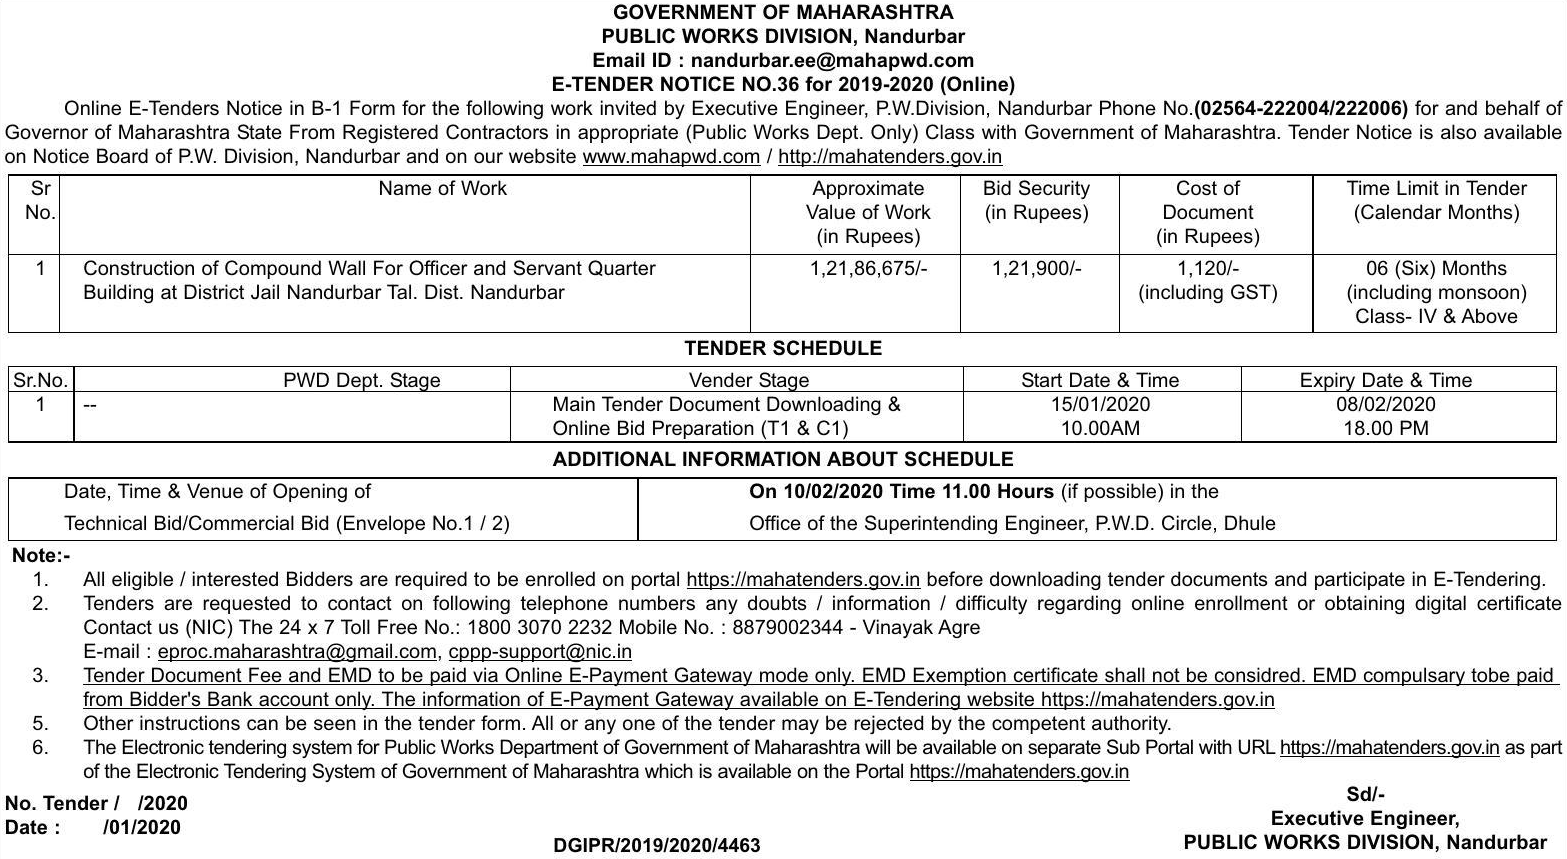 GOVERNMENT OF MAHARASHTRA
PUBLIC WORKS DIVISION, Nandurbar
Email ID : nandurbar.ee@mahapwd.com
E-TENDER NOTICE NO.36 for 2019-2020 (Online)
Online E-Tenders Notice in B-1 Form for the following work invited by Executive Engineer, P.W.Division, Nandurbar Phone No.(02564-222004/222006) for and behalf of
Governor of Maharashtra State From Registered Contractors in appropriate (Public Works Dept. Only) Class with Government of Maharashtra. Tender Notice is also available
on Notice Board of P.W. Division, Nandurbar and on our website www.mahapwd.com / http://mahatenders.gov.in
Sr Name of Work Approximate Bid Security Cost of Time Limit in Tender
No. Value of Work (in Rupees) Document (Calendar Months)
(in Rupees) (in Rupees)
1 Construction of Compound Wall For Officer and Servant Quarter 1,21,86,675/- 1,21,900/- 1,120/- 06 (Six) Months
Building at District Jail Nandurbar Tal. Dist. Nandurbar (including GST) (including monsoon)
Class- IV & Above
TENDER SCHEDULE
Sr.No. PWD Dept. Stage Vender Stage Start Date & Time Expiry Date & Time
1 -- Main Tender Document Downloading & 15/01/2020 08/02/2020
Online Bid Preparation (T1 & C1) 10.00AM 18.00 PM
ADDITIONAL INFORMATION ABOUT SCHEDULE
Date, Time & Venue of Opening of On 10/02/2020 Time 11.00 Hours (if possible) in the
Technical Bid/Commercial Bid (Envelope No.1 / 2) Office of the Superintending Engineer, P.W.D. Circle, Dhule
Note:-
1. All eligible / interested Bidders are required to be enrolled on portal https://mahatenders.gov.in before downloading tender documents and participate in E-Tendering.
2. Tenders are requested to contact on following telephone numbers any doubts / information / difficulty regarding online enrollment or obtaining digital certificate
Contact us (NIC) The 24 x 7 Toll Free No.: 1800 3070 2232 Mobile No. : 8879002344 - Vinayak Agre
E-mail : eproc.maharashtra@gmail.com, cppp-support@nic.in
3. Tender Document Fee and EMD to be paid via Online E-Payment Gateway mode only. EMD Exemption certificate shall not be considred. EMD compulsary tobe paid
from Bidder's Bank account only. The information of E-Payment Gateway available on E-Tendering website https://mahatenders.gov.in
5. Other instructions can be seen in the tender form. All or any one of the tender may be rejected by the competent authority.
6. The Electronic tendering system for Public Works Department of Government of Maharashtra will be available on separate Sub Portal with URL https://mahatenders.gov.in as part
of the Electronic Tendering System of Government of Maharashtra which is available on the Portal https://mahatenders.gov.in
No. Tender / /2020
Date : /01/2020
DGIPR/2019/2020/4463
Sd/-
Executive Engineer,
PUBLIC WORKS DIVISION, Nandurbar